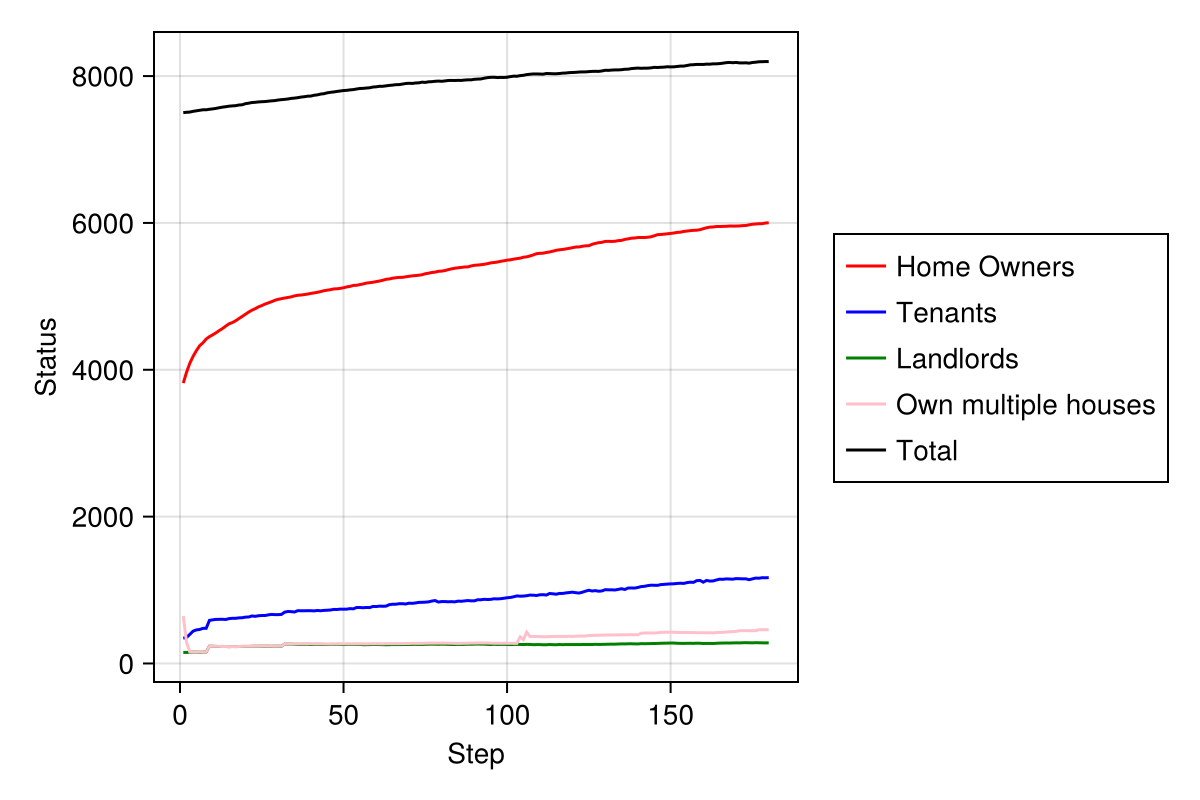 8000
6000
4000
2000
0
Status
0 50 100 150
Step
Home Owners
Tenants
Landlords
Own multiple houses
Total